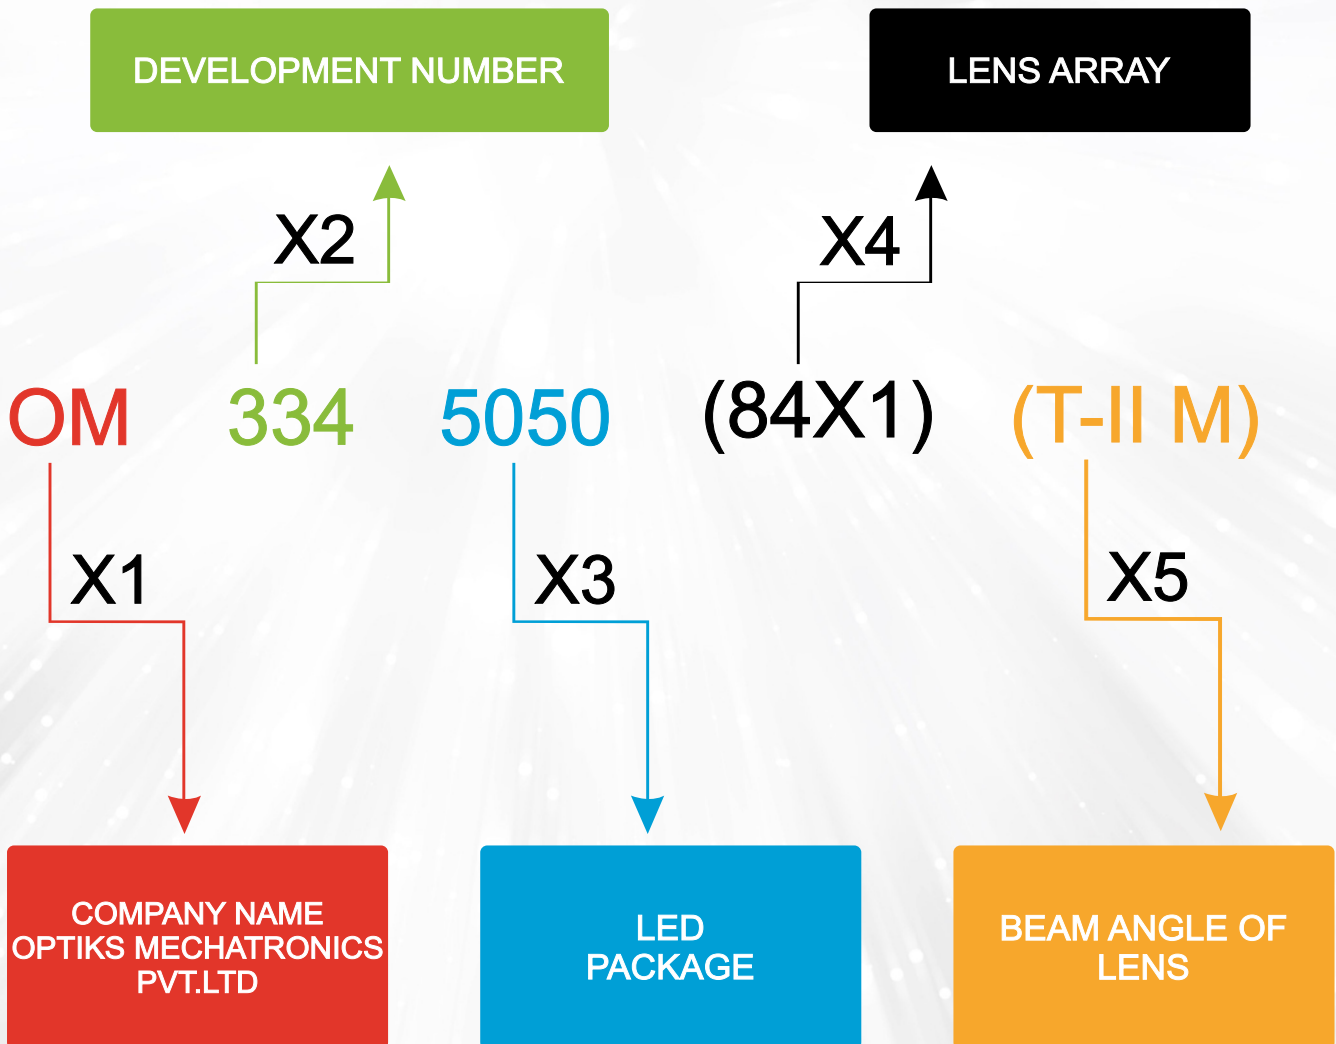 DEVELOPMENT NUMBER
LENS ARRAY
X2
X4
OM 334 5050 (84X1) (T-II M)
X1
X3
X5
COMPANY NAME
OPTIKS MECHATRONICS
PVT.LTD
LED
PACKAGE
BEAM ANGLE OF
LENS